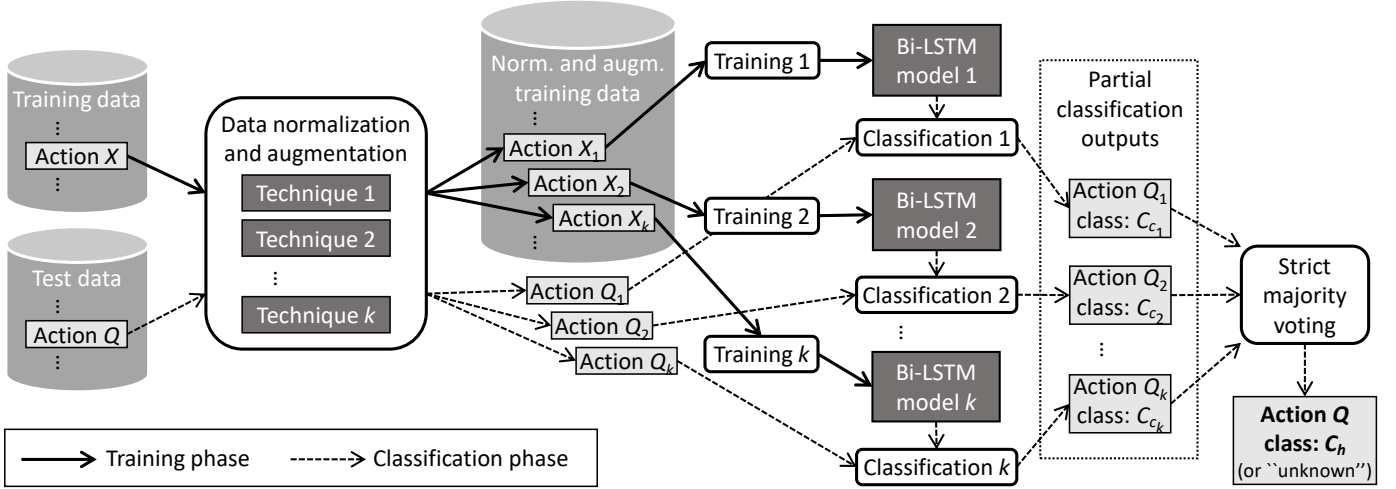 Training data
⋮
Action X
⋮
Test data
⋮
Action Q
⋮
Data normalization
and augmentation
Technique 1
Technique 2
⋮
Technique k
Norm. and augm.
training data
⋮
Action X₁
Action X₂
Action Xₖ
⋮
Action Q₁
Action Q₂
Action Qₖ
Training 1
Training 2
Training k
Bi-LSTM
model 1
Classification 1
Bi-LSTM
model 2
Classification 2
⋮
Bi-LSTM
model k
Classification k
Partial
classification
outputs
Action Q₁
class: C_c₁
Action Q₂
class: C_c₂
⋮
Action Qₖ
class: C_cₖ
Strict
majority
voting
Action Q
class: Cₕ
(or ``unknown'')
Training phase
Classification phase